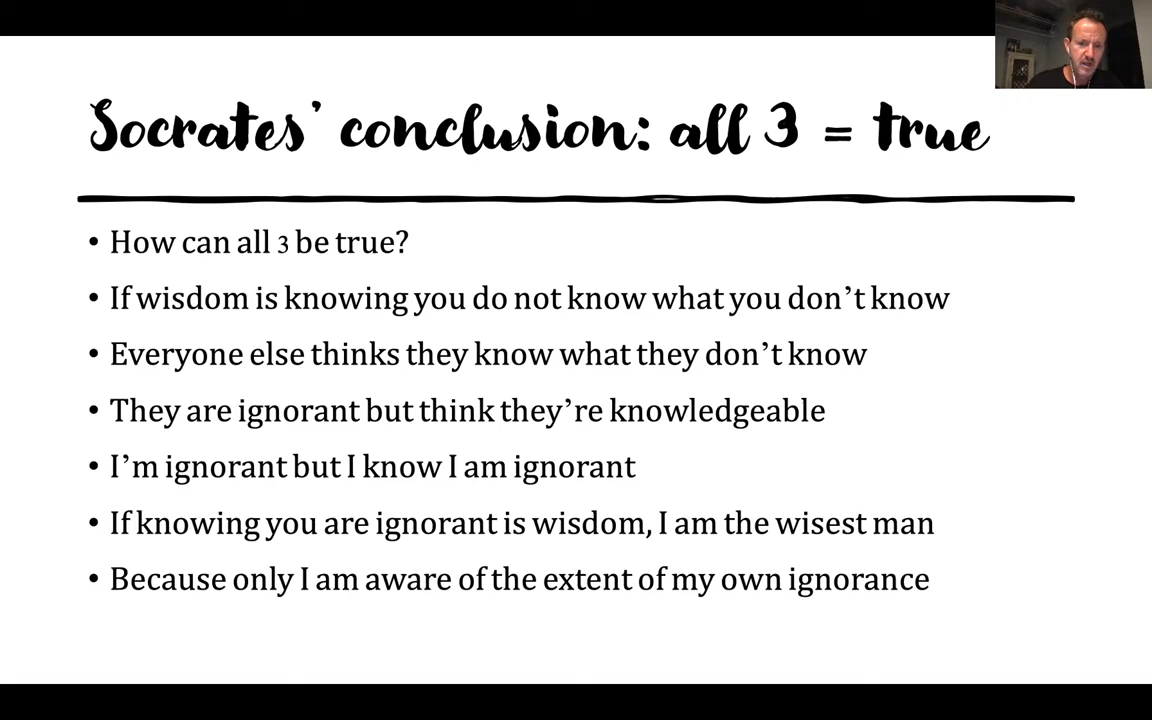 Socrates’ conclusion: all 3 = true
• How can all 3 be true?
• If wisdom is knowing you do not know what you don’t know
• Everyone else thinks they know what they don’t know
• They are ignorant but think they’re knowledgeable
• I’m ignorant but I know I am ignorant
• If knowing you are ignorant is wisdom, I am the wisest man
• Because only I am aware of the extent of my own ignorance